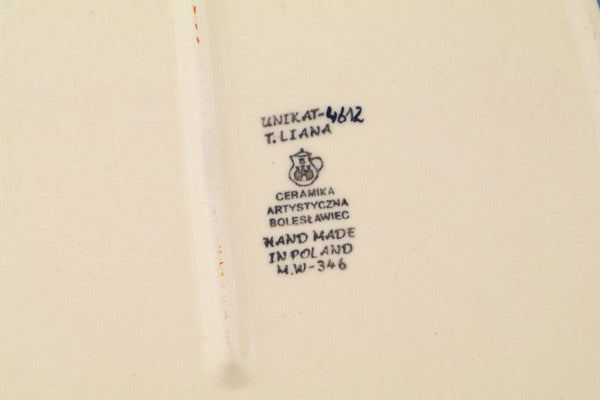 UNIKAT-4612
T. LIANA
CERAMIKA
ARTYSTYCZNA
BOLESŁAWIEC
HAND MADE
IN POLAND
M.W-346